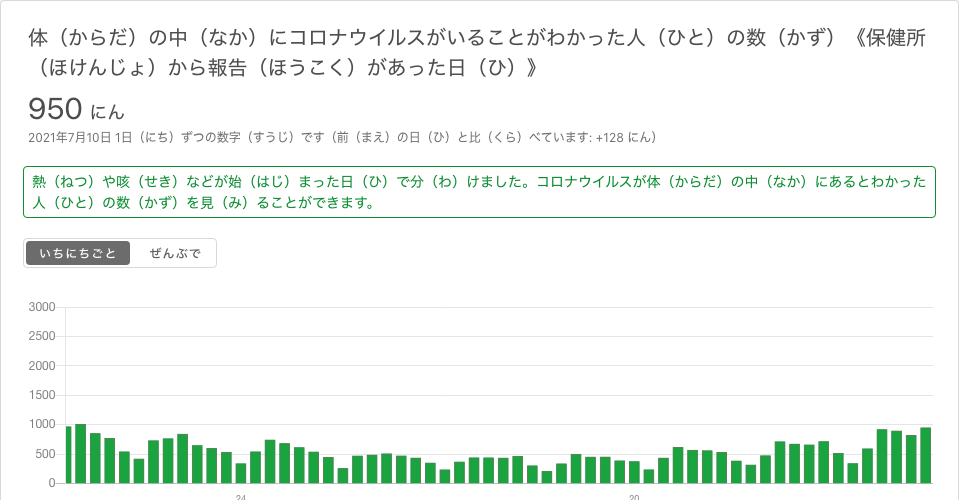 体（からだ）の中（なか）にコロナウイルスがいることがわかった人（ひと）の数（かず）《保健所
（ほけんじょ）から報告（ほうこく）があった日（ひ）》
950 にん
2021年7月10日 1日（にち）ずつの数字（すうじ）です（前（まえ）の日（ひ）と比（くら）べています: +128 にん）
熱（ねつ）や咳（せき）などが始（はじ）まった日（ひ）で分（わ）けました。コロナウイルスが体（からだ）の中（なか）にあるとわかった
人（ひと）の数（かず）を見（み）ることができます。
いちにちごと ぜんぶで
3000
2500
2000
1500
1000
500
0
24 20